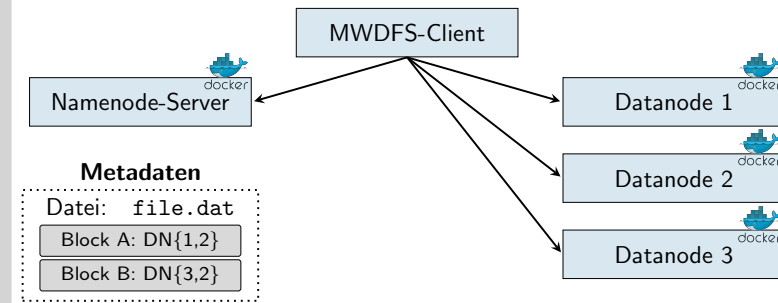 MWDFS-Client
docker
Namenode-Server
docker
Datanode 1
docker
Datanode 2
docker
Datanode 3
Metadaten
Datei: file.dat
Block A: DN{1,2}
Block B: DN{3,2}